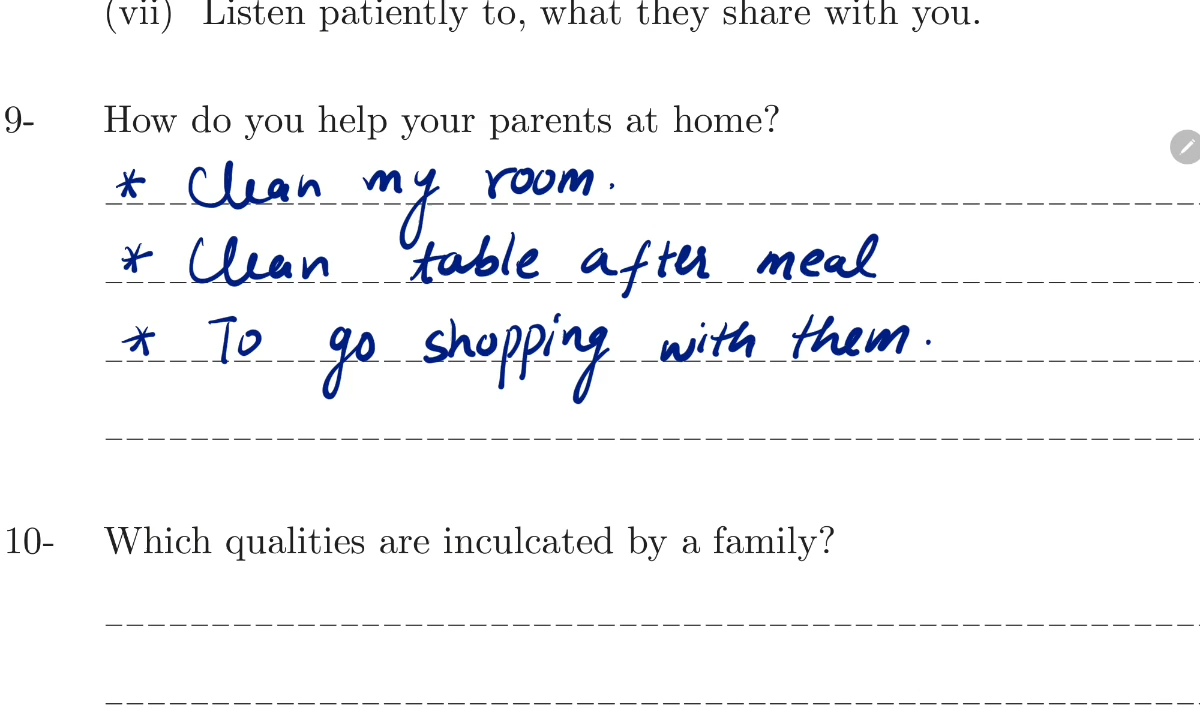 (vii) Listen patiently to, what they share with you.
9- How do you help your parents at home?
* Clean my room.
* Clean table after meal
* To go shopping with them.
10- Which qualities are inculcated by a family?